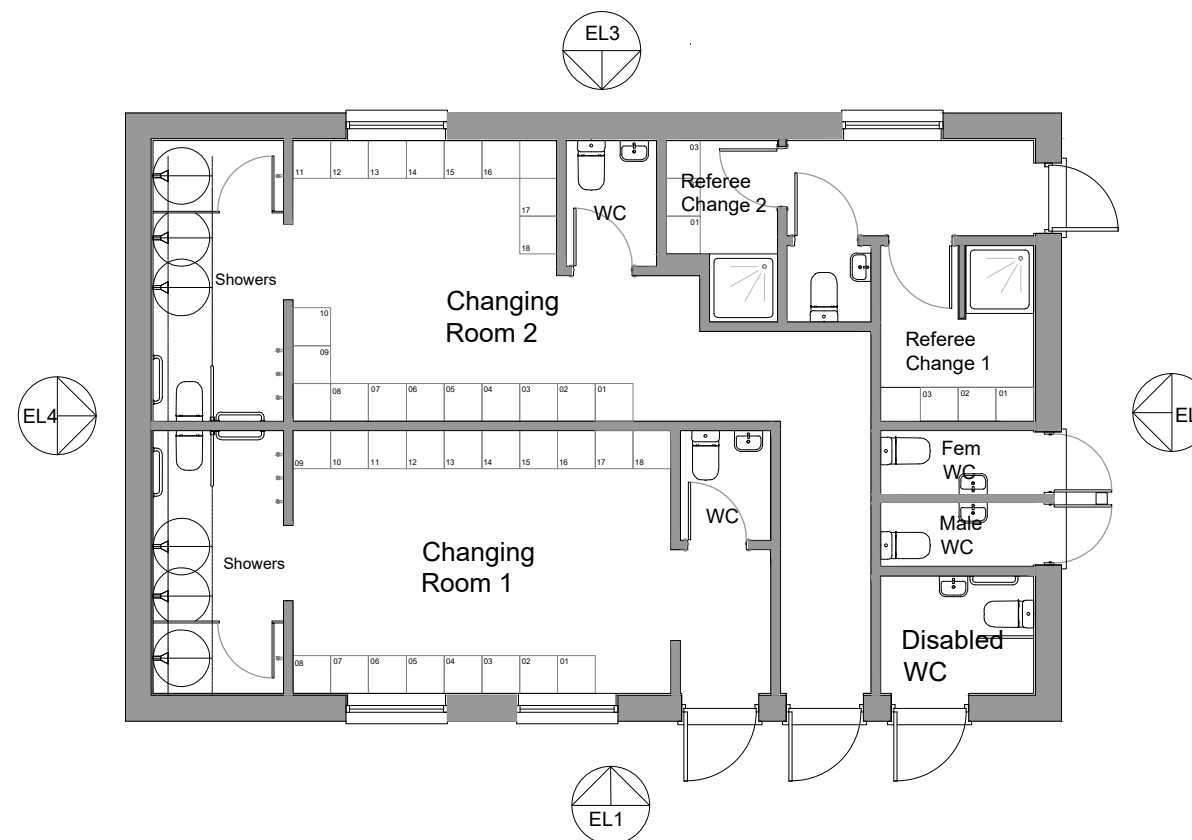 EL3
03
11 12 13 14 15 16
Referee
Change 2
17
WC
01
18
Showers
Changing
Room 2
10
Referee
Change 1
09
08 07 06 05 04 03 02 01
03 02 01
EL4
EL
09 10 11 12 13 14 15 16 17 18
Fem
WC
WC
Male
WC
Changing
Room 1
Showers
Disabled
WC
08 07 06 05 04 03 02 01
EL1